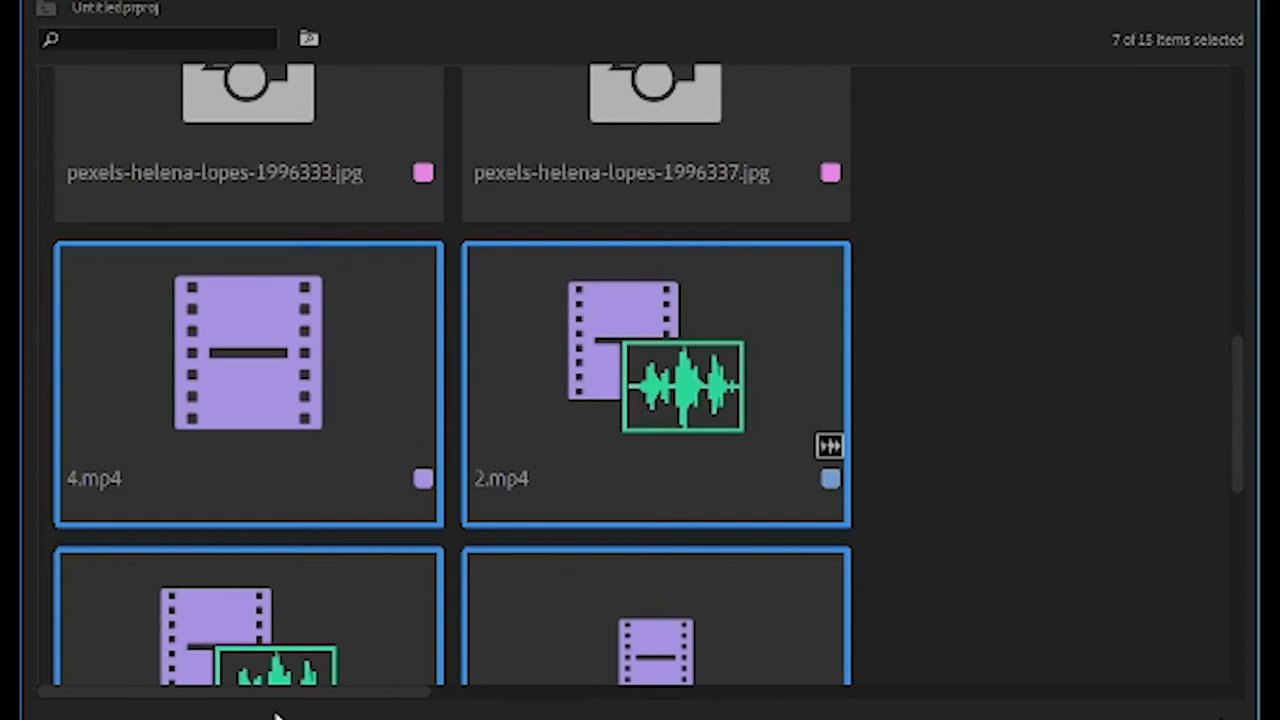 Untitled.prproj
7 of 15 items selected
pexels-helena-lopes-1996333.jpg
pexels-helena-lopes-1996337.jpg
4.mp4
2.mp4